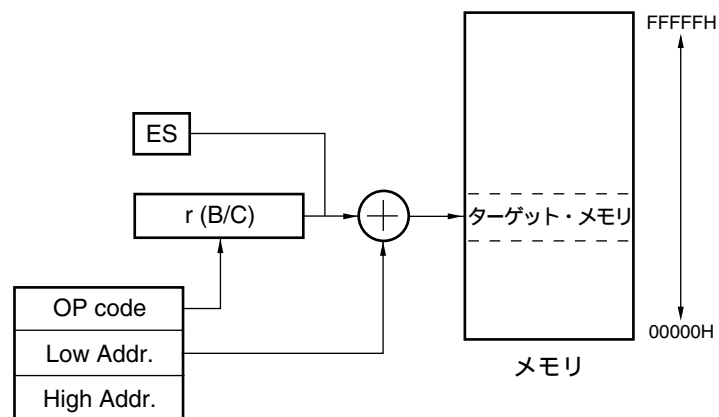 FFFFFH
ES
r (B/C)
ターゲット・メモリ
OP code
Low Addr.
High Addr.
00000H
メモリ